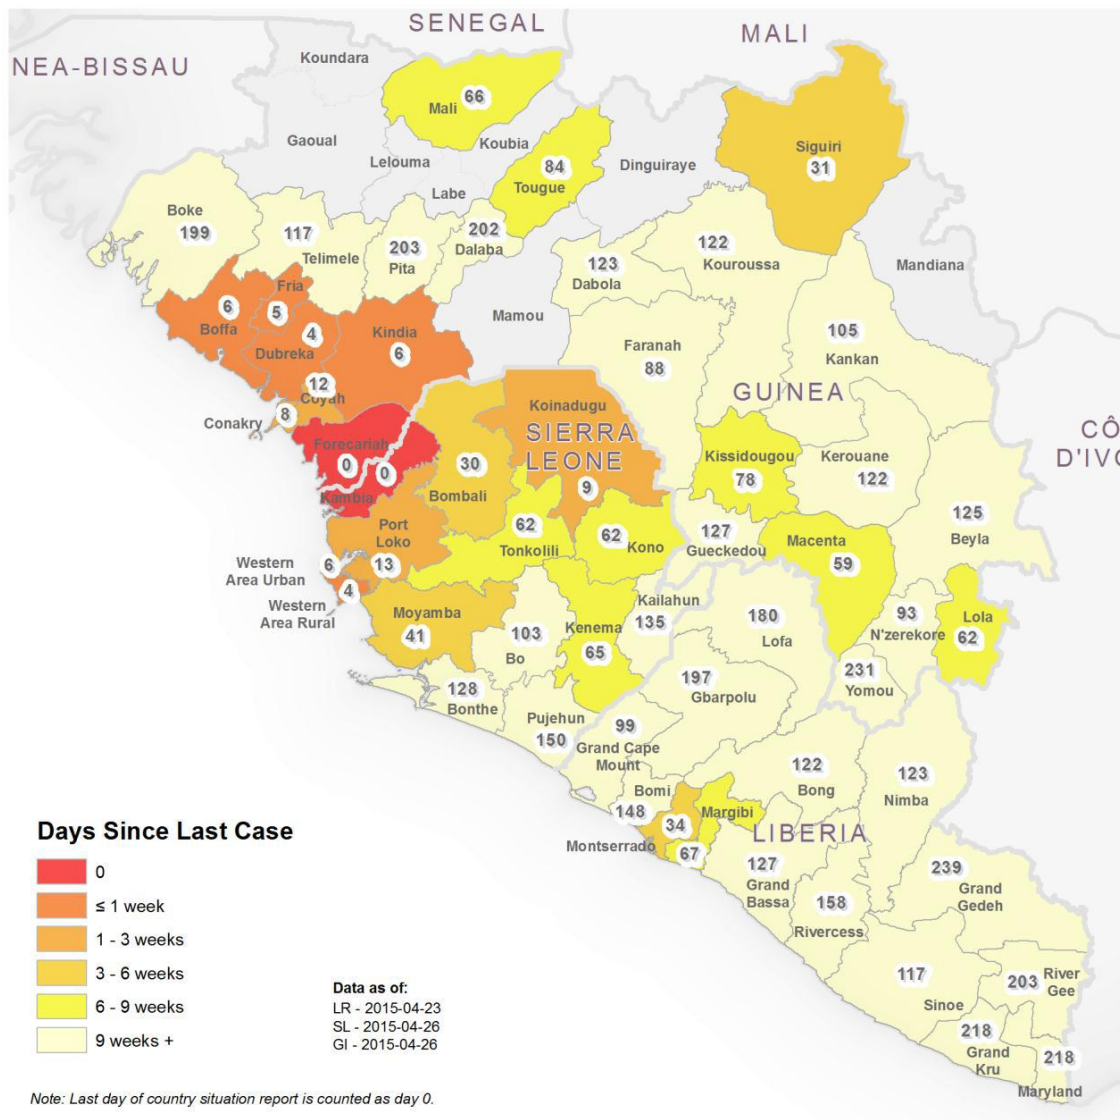 SENEGAL
MALI
NEA-BISSAU
Koundara
Mali 66
Gaoual
Koubia
Lelouma
Labe
84
Tougue
Dinguiraye
Siguiri
31
Boke
199
117
Telimele
203
Pita
202
Dalaba
123
Dabola
122
Kouroussa
Mandiana
Fria
5
6
Boffa
4
Dubreka
Kindia
6
Mamou
Faranah
88
105
Kankan
GUINEA
12
Coyah
8
Conakry
Forecariah
0
0
Kambia
Koinadugu
SIERRA
LEONE
9
30
Bombali
Kissidougou
78
Kerouane
122
125
Beyla
Port
Loko
13
62
Tonkolili
62
Kono
127
Gueckedou
Macenta
59
Western
Area Urban
6
4
Western
Area Rural
Moyamba
41
103
Bo
Kenema
65
Kailahun
135
180
Lofa
93
N'zerekore
Lola
62
231
Yomou
128
Bonthe
Pujehun
150
197
Gbarpolu
99
Grand Cape
Mount
122
Bong
123
Nimba
Bomi
148
Montserrado
34
Margibi
67
LIBERIA
127
Grand
Bassa
158
Rivercess
239
Grand
Gedeh
117
Sinoe
203
River
Gee
218
Grand
Kru
218
Maryland
CÔ
D'IVO
Days Since Last Case
0
≤ 1 week
1 - 3 weeks
3 - 6 weeks
6 - 9 weeks
9 weeks +
Data as of:
LR - 2015-04-23
SL - 2015-04-26
GI - 2015-04-26
Note: Last day of country situation report is counted as day 0.